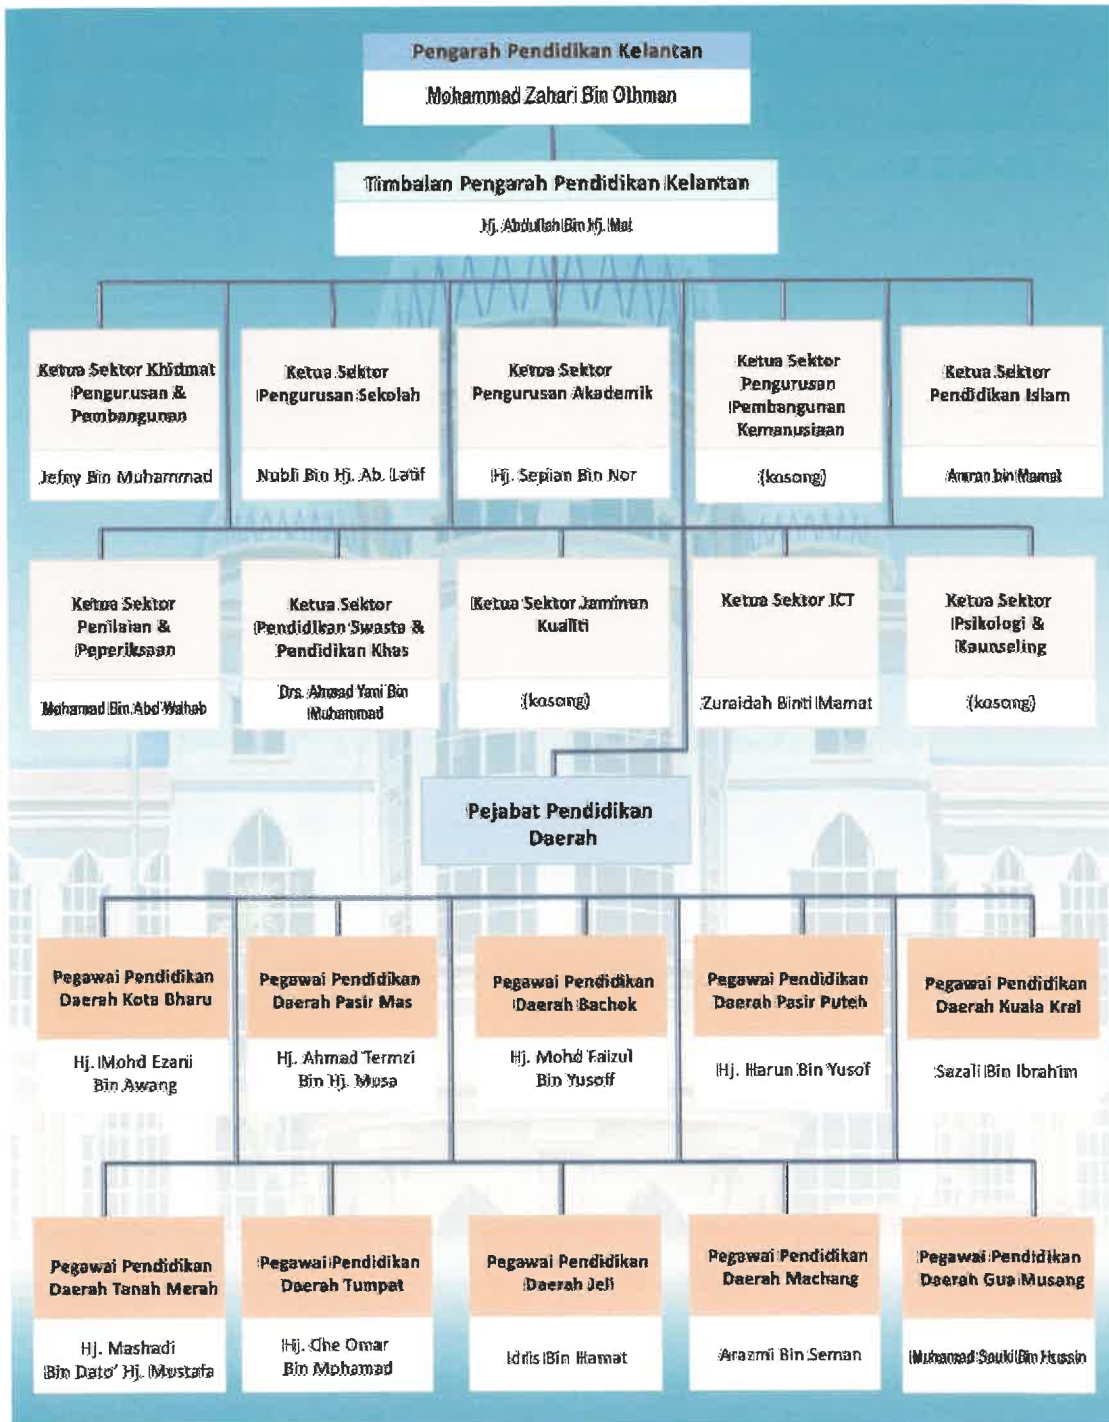 Pengarah Pendidikan Kelantan
Mohammad Zahari Bin Othman
Timbalan Pengarah Pendidikan Kelantan
Hj. Abdullah Bin Hj. Mat
Ketua Sektor Khidmat
Pengurusan &
Pembangunan
Jefny Bin Muhammad
Ketua Sektor
Pengurusan Sekolah
Nubli Bin Hj. Ab. Latif
Ketua Sektor
Pengurusan Akademik
Hj. Sepian Bin Nor
Ketua Sektor
Pengurusan
Pembangunan
Kemanusiaan
(kosong)
Ketua Sektor
Pendidikan Islam
Amran bin Mamat
Ketua Sektor
Penilaian &
Peperiksaan
Mohamad Bin Abd Wahab
Ketua Sektor
Pendidikan Swasta &
Pendidikan Khas
Drs. Ahmad Yani Bin
Muhammad
Ketua Sektor Jaminan
Kualiti
(kosong)
Ketua Sektor ICT
Zuraidah Binti Mamat
Ketua Sektor
Psikologi &
Kaunseling
(kosong)
Pejabat Pendidikan
Daerah
Pegawai Pendidikan
Daerah Kota Bharu
Hj. Mohd Ezani
Bin Awang
Pegawai Pendidikan
Daerah Pasir Mas
Hj. Ahmad Termzi
Bin Hj. Musa
Pegawai Pendidikan
Daerah Bachok
Hj. Mohd Faizul
Bin Yusoff
Pegawai Pendidikan
Daerah Pasir Puteh
Hj. Harun Bin Yusof
Pegawai Pendidikan
Daerah Kuala Krai
Sazali Bin Ibrahim
Pegawai Pendidikan
Daerah Tanah Merah
Hj. Mashadi
Bin Dato' Hj. Mustafa
Pegawai Pendidikan
Daerah Tumpat
Hj. Che Omar
Bin Mohamad
Pegawai Pendidikan
Daerah Jeli
Idris Bin Hamat
Pegawai Pendidikan
Daerah Machang
Arazmi Bin Seman
Pegawai Pendidikan
Daerah Gua Musang
Muhamad Sauki Bin Hussin